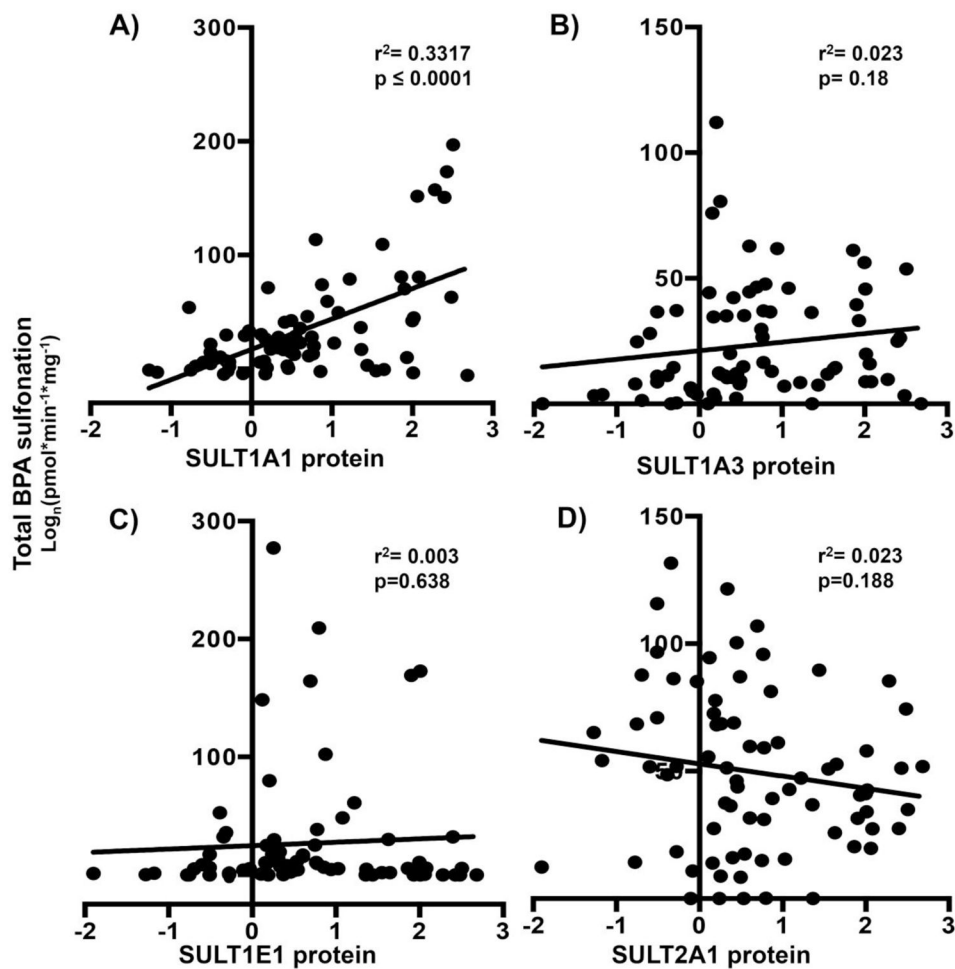 A)
300
200
100
r²= 0.3317
p ≤ 0.0001
-2 -1 0 1 2 3
SULT1A1 protein
B)
150
100
50
r²= 0.023
p= 0.18
-2 -1 0 1 2 3
SULT1A3 protein
Total BPA sulfonation
Logₙ(pmol*min⁻¹*mg⁻¹)
C)
300
200
100
r²= 0.003
p=0.638
-2 -1 0 1 2 3
SULT1E1 protein
D)
150
100
50
r²= 0.023
p=0.188
-2 -1 0 1 2 3
SULT2A1 protein